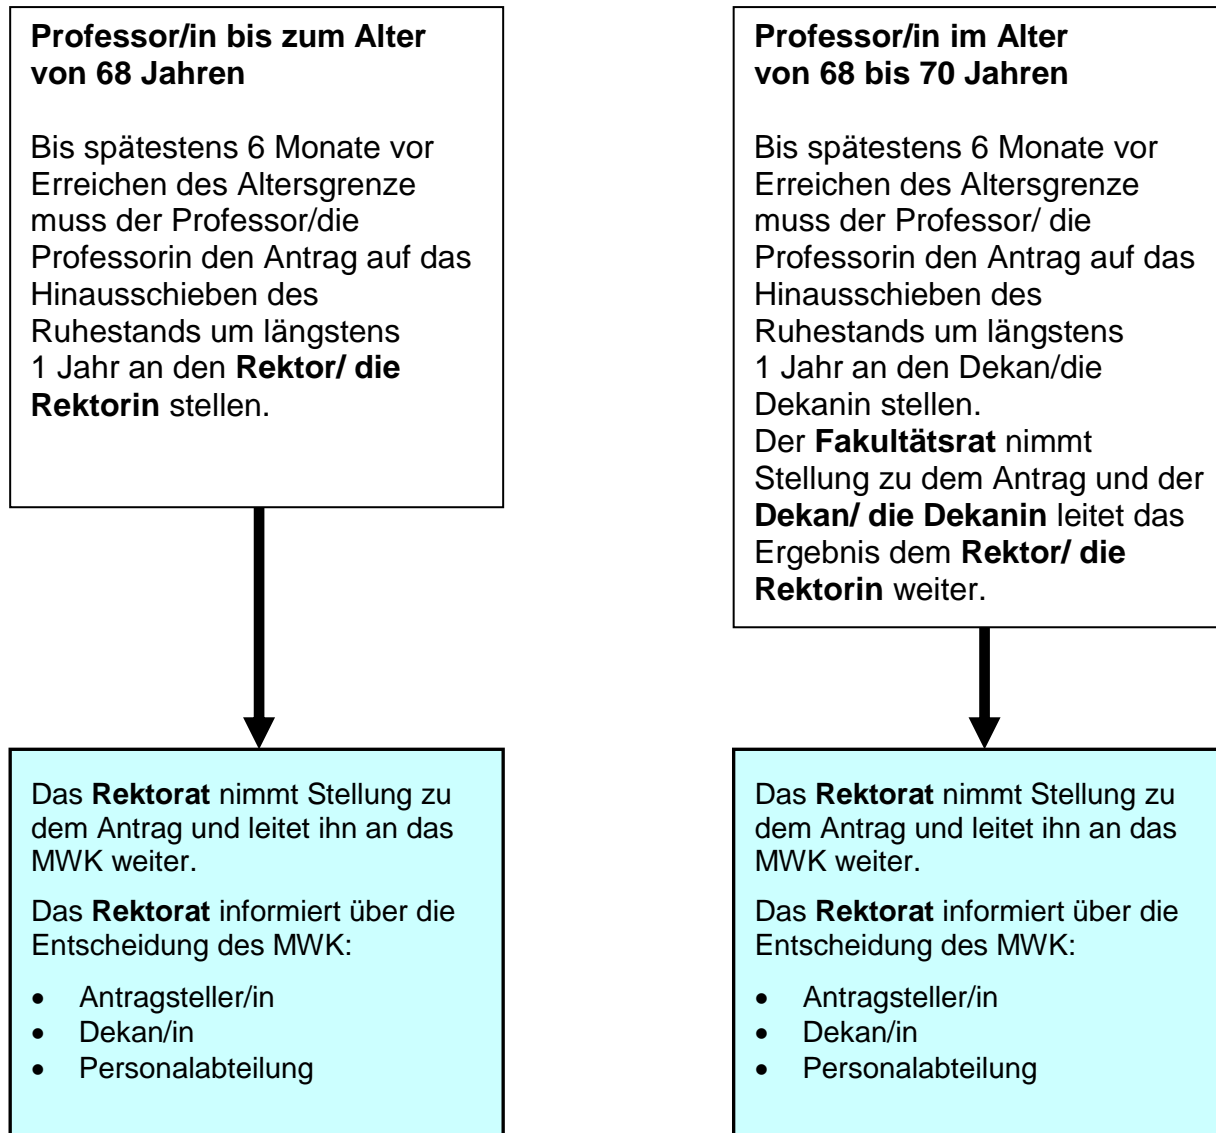 Professor/in bis zum Alter
von 68 Jahren
Bis spätestens 6 Monate vor
Erreichen des Altersgrenze
muss der Professor/die
Professorin den Antrag auf das
Hinausschieben des
Ruhestands um längstens
1 Jahr an den Rektor/ die
Rektorin stellen.
Das Rektorat nimmt Stellung zu
dem Antrag und leitet ihn an das
MWK weiter.
Das Rektorat informiert über die
Entscheidung des MWK:
• Antragsteller/in
• Dekan/in
• Personalabteilung
Professor/in im Alter
von 68 bis 70 Jahren
Bis spätestens 6 Monate vor
Erreichen des Altersgrenze
muss der Professor/ die
Professorin den Antrag auf das
Hinausschieben des
Ruhestands um längstens
1 Jahr an den Dekan/die
Dekanin stellen.
Der Fakultätsrat nimmt
Stellung zu dem Antrag und der
Dekan/ die Dekanin leitet das
Ergebnis dem Rektor/ die
Rektorin weiter.
Das Rektorat nimmt Stellung zu
dem Antrag und leitet ihn an das
MWK weiter.
Das Rektorat informiert über die
Entscheidung des MWK:
• Antragsteller/in
• Dekan/in
• Personalabteilung